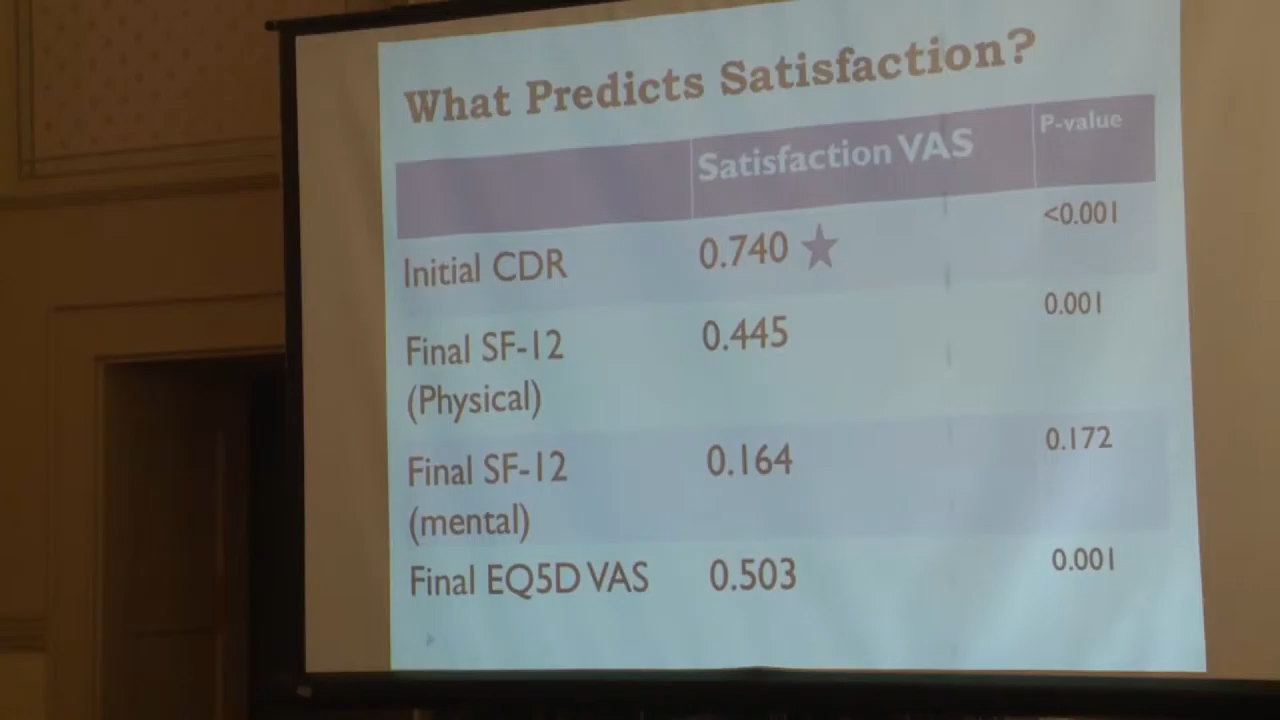 What Predicts Satisfaction?
Satisfaction VAS P-value
Initial CDR 0.740 <0.001
Final SF-12 0.445 0.001
(Physical)
Final SF-12 0.164 0.172
(mental)
Final EQ5D VAS 0.503 0.001